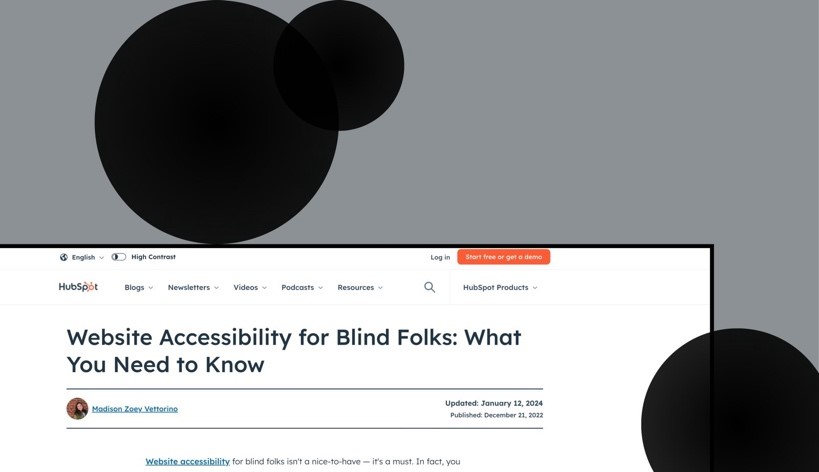 English
High Contrast
Log in
Start free or get a demo
HubSpot
Blogs
Newsletters
Videos
Podcasts
Resources
HubSpot Products
Website Accessibility for Blind Folks: What
You Need to Know
Madison Zoey Vettorino
Updated: January 12, 2024
Published: December 21, 2022
Website accessibility for blind folks isn't a nice-to-have — it's a must. In fact, you